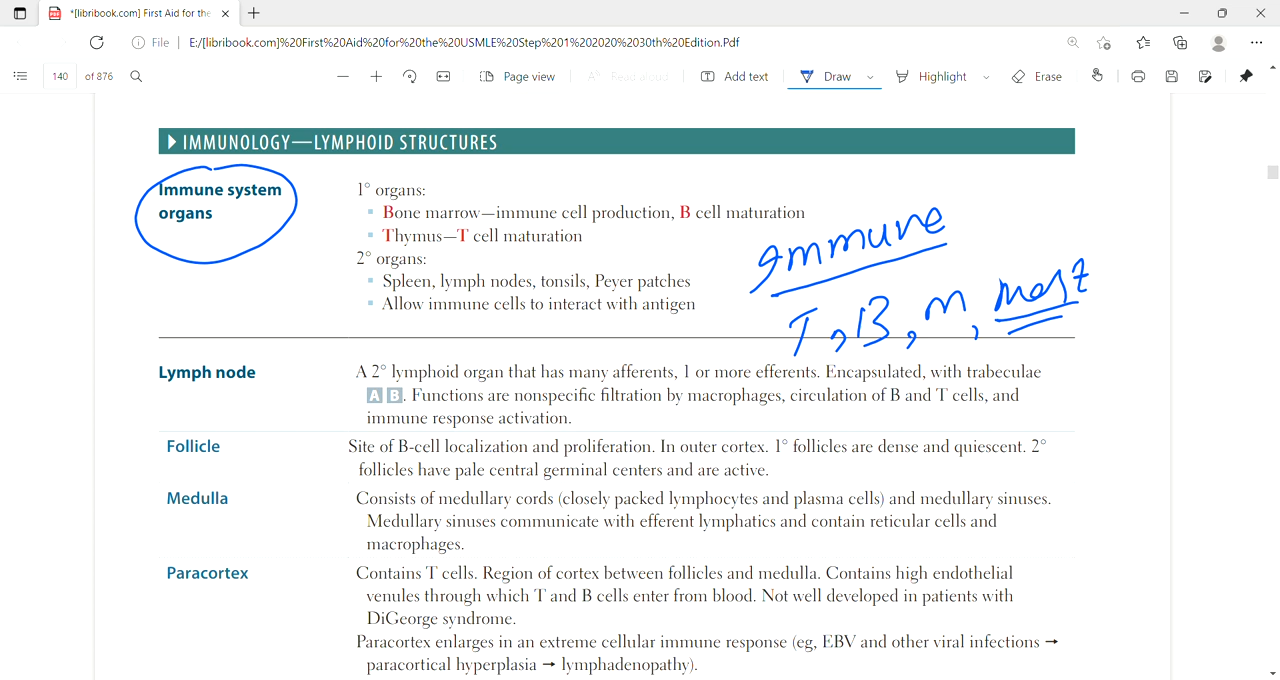 *[libribook.com] First Aid for the
File E:/[libribook.com]%20First%20Aid%20for%20the%20USMLE%20Step%201%202020%2030th%20Edition.Pdf
140 of 876 Page view Read aloud Add text Draw Highlight Erase
IMMUNOLOGY—LYMPHOID STRUCTURES
Immune system organs
1° organs:
▪ Bone marrow—immune cell production, B cell maturation
▪ Thymus—T cell maturation
2° organs:
▪ Spleen, lymph nodes, tonsils, Peyer patches
▪ Allow immune cells to interact with antigen
Immune
T, B, m, mast
Lymph node
A 2° lymphoid organ that has many afferents, 1 or more efferents. Encapsulated, with trabeculae
A B. Functions are nonspecific filtration by macrophages, circulation of B and T cells, and
immune response activation.
Follicle
Site of B-cell localization and proliferation. In outer cortex. 1° follicles are dense and quiescent. 2°
follicles have pale central germinal centers and are active.
Medulla
Consists of medullary cords (closely packed lymphocytes and plasma cells) and medullary sinuses.
Medullary sinuses communicate with efferent lymphatics and contain reticular cells and
macrophages.
Paracortex
Contains T cells. Region of cortex between follicles and medulla. Contains high endothelial
venules through which T and B cells enter from blood. Not well developed in patients with
DiGeorge syndrome.
Paracortex enlarges in an extreme cellular immune response (eg, EBV and other viral infections →
paracortical hyperplasia → lymphadenopathy).